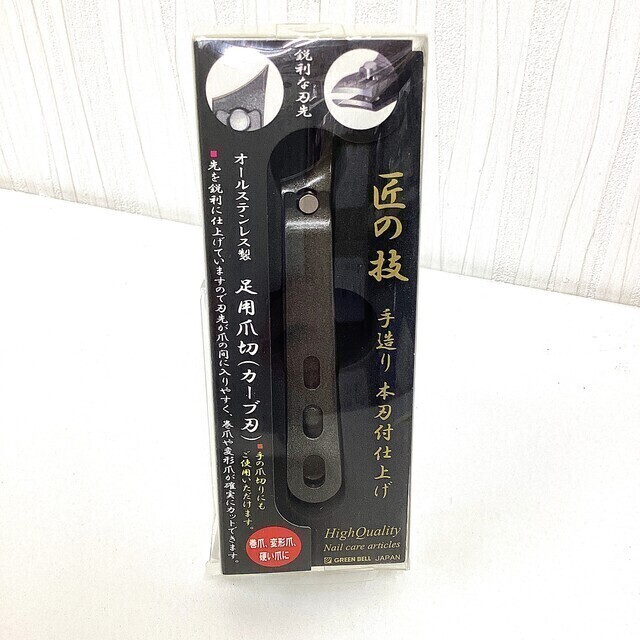 鋭利な刃先
匠の技
手造り 本刃付仕上げ
オールステンレス製 足用爪切(カーブ刃)
■先を鋭利に仕上げていますので刃先が爪の間に入りやすく、巻爪や変形爪が確実にカットできます。
■手の爪切りにも
ご使用いただけます。
巻爪、変形爪、
硬い爪に
HighQuality
Nail care articles
GREEN BELL JAPAN